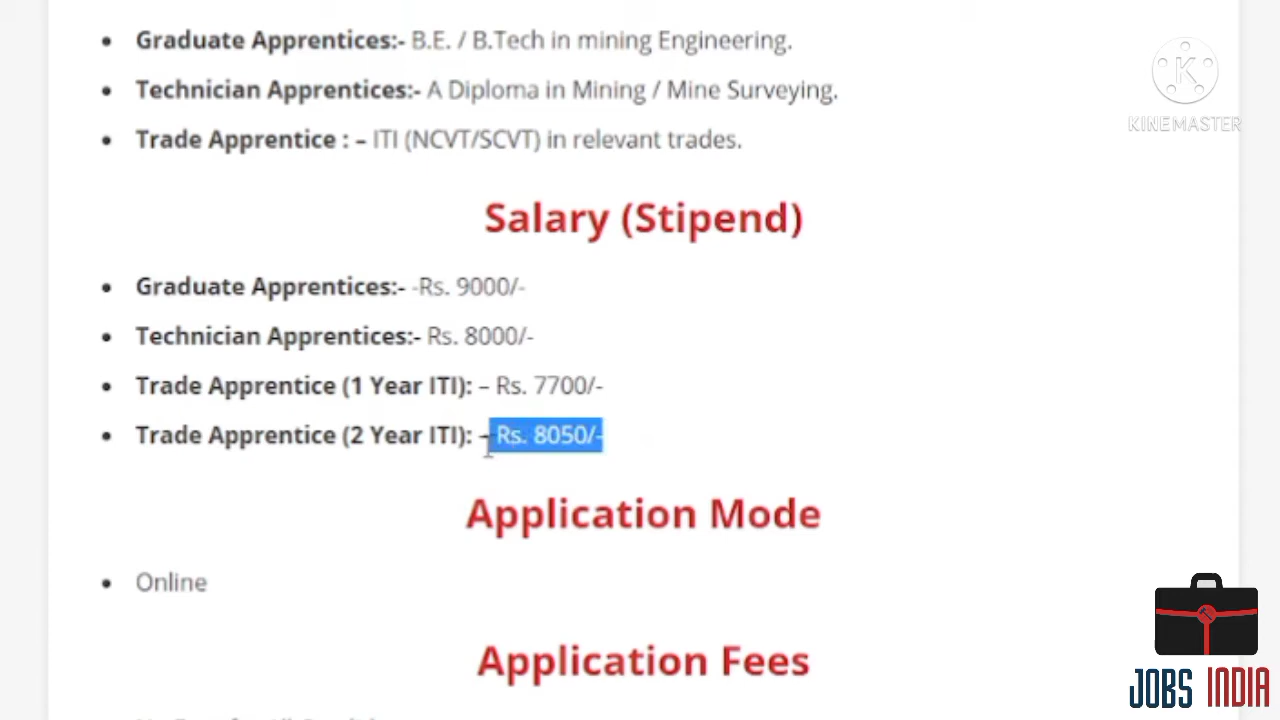 Graduate Apprentices:- B.E. / B.Tech in mining Engineering.
Technician Apprentices:- A Diploma in Mining / Mine Surveying.
Trade Apprentice : – ITI (NCVT/SCVT) in relevant trades.
KINEMASTER
Salary (Stipend)
Graduate Apprentices:- -Rs. 9000/-
Technician Apprentices:- Rs. 8000/-
Trade Apprentice (1 Year ITI): – Rs. 7700/-
Trade Apprentice (2 Year ITI): – Rs. 8050/-
Application Mode
Online
Application Fees
JOBS INDIA